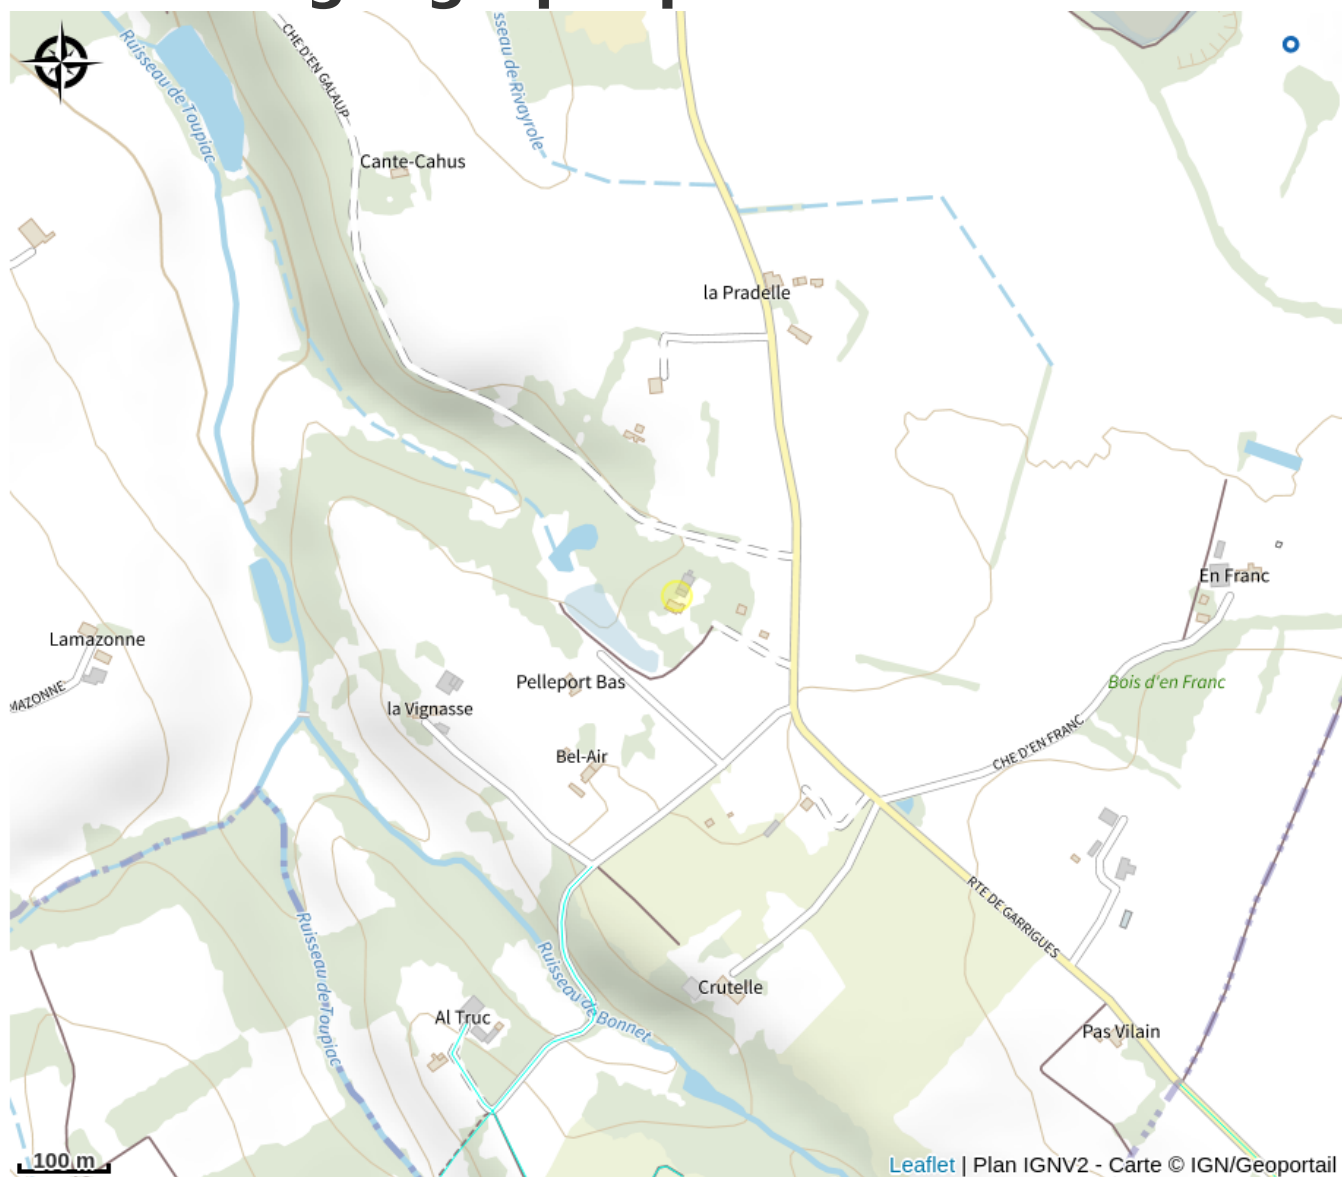 Ruisseau de Toupiac
CHE D'EN GALAUP
sseau de Rivayrole
Cante-Cahus
la Pradelle
En Franc
Lamazonne
MAZONNE
Pelleport Bas
Bois d'en Franc
la Vignasse
CHE D'EN FRANC
Bel-Air
RTE DE GARRIGUES
Ruisseau de Toupiac
Ruisseau de Bonnet
Crutelle
Al Truc
Pas Vilain
100 m
Leaflet | Plan IGNV2 - Carte © IGN/Geoportail